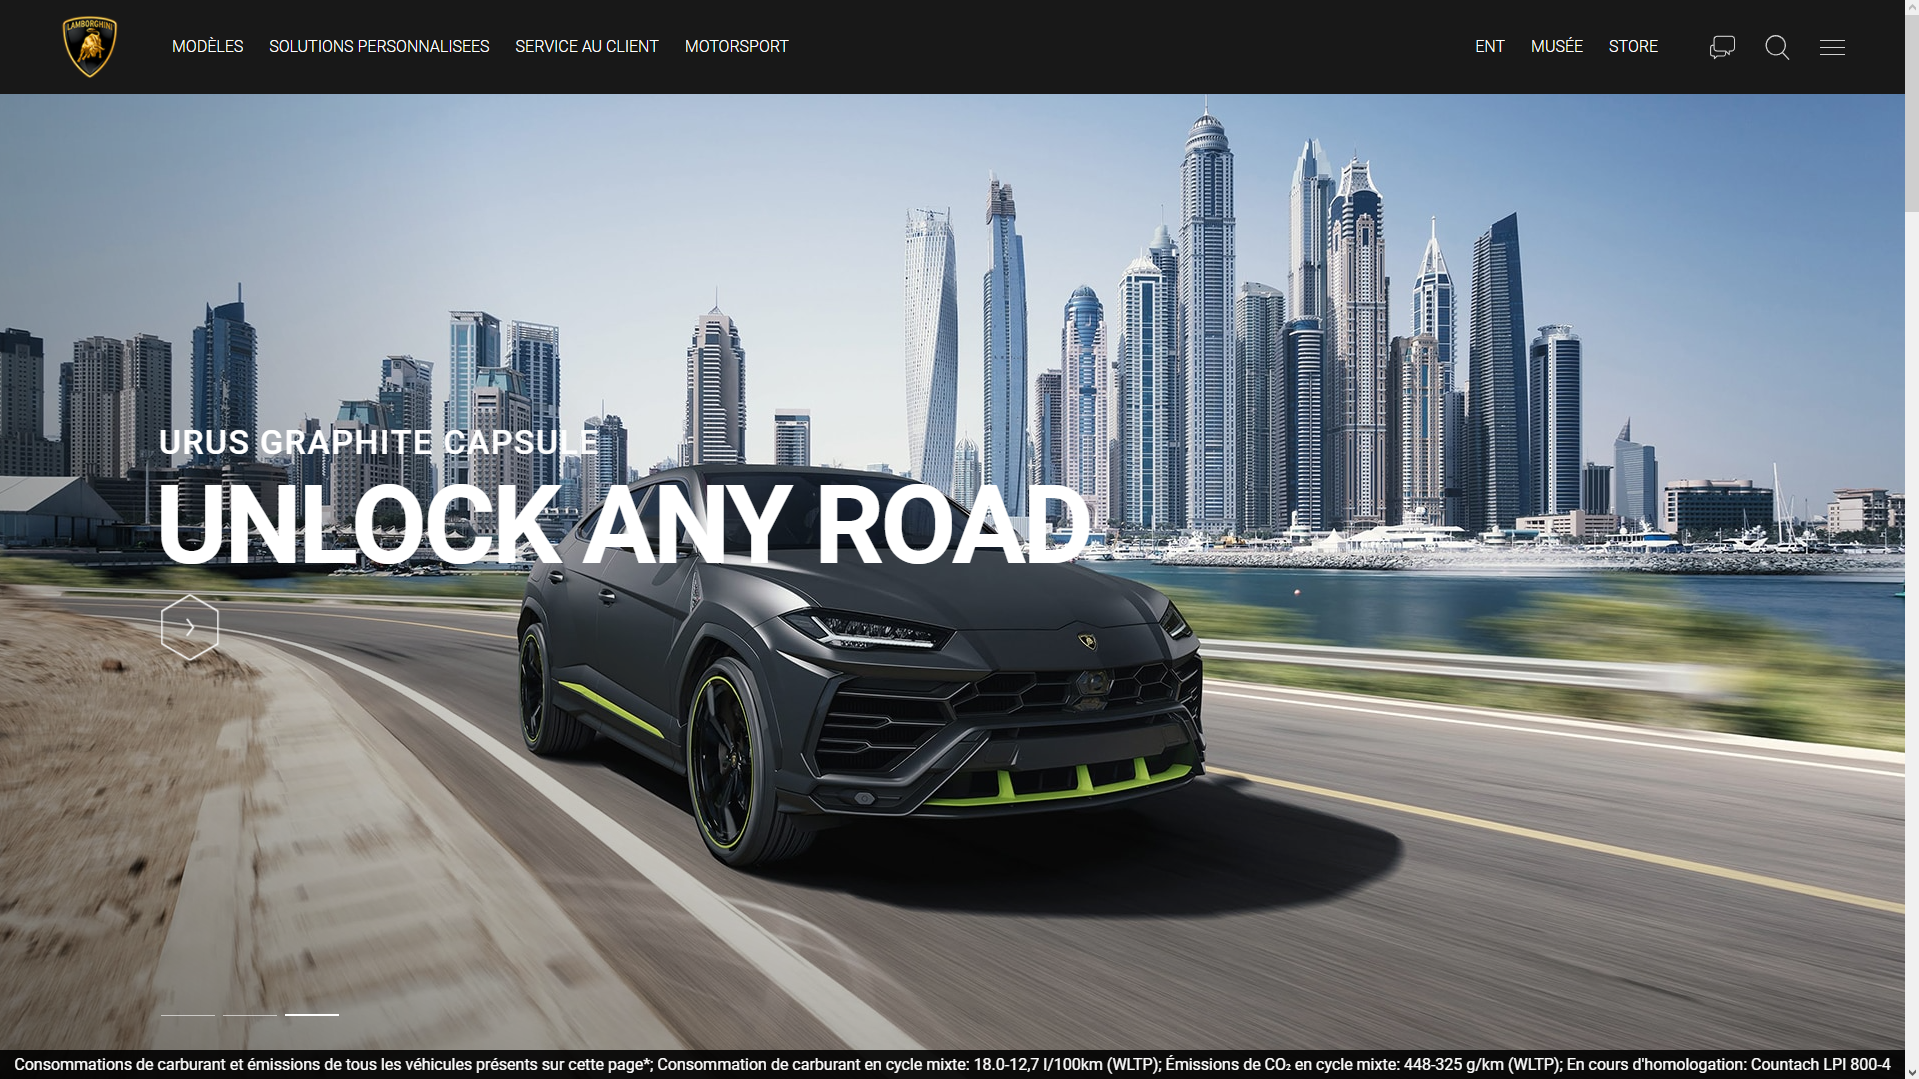 LAMBORGHINI
MODÈLES SOLUTIONS PERSONNALISEES SERVICE AU CLIENT MOTORSPORT ENT MUSÉE STORE
URUS GRAPHITE CAPSULE
UNLOCK ANY ROAD
Consommations de carburant et émissions de tous les véhicules présents sur cette page*; Consommation de carburant en cycle mixte: 18.0-12,7 l/100km (WLTP); Émissions de CO₂ en cycle mixte: 448-325 g/km (WLTP); En cours d'homologation: Countach LPI 800-4